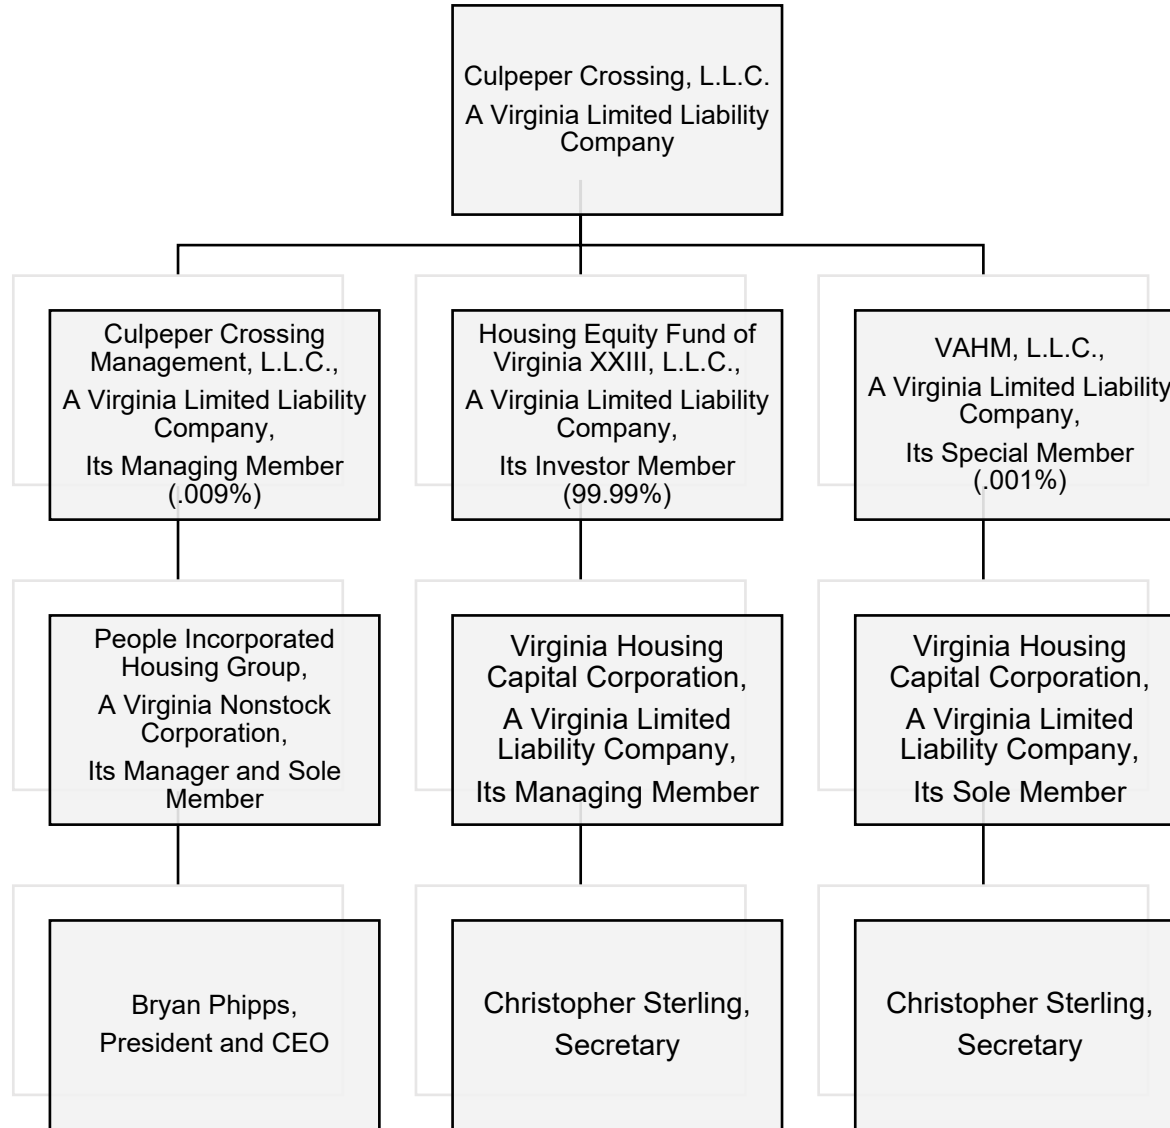 Culpeper Crossing, L.L.C.
A Virginia Limited Liability
Company
Culpeper Crossing
Management, L.L.C.,
A Virginia Limited Liability
Company,
Its Managing Member
(.009%)
Housing Equity Fund of
Virginia XXIII, L.L.C.,
A Virginia Limited Liability
Company,
Its Investor Member
(99.99%)
VAHM, L.L.C.,
A Virginia Limited Liability
Company,
Its Special Member
(.001%)
People Incorporated
Housing Group,
A Virginia Nonstock
Corporation,
Its Manager and Sole
Member
Virginia Housing
Capital Corporation,
A Virginia Limited
Liability Company,
Its Managing Member
Virginia Housing
Capital Corporation,
A Virginia Limited
Liability Company,
Its Sole Member
Bryan Phipps,
President and CEO
Christopher Sterling,
Secretary
Christopher Sterling,
Secretary